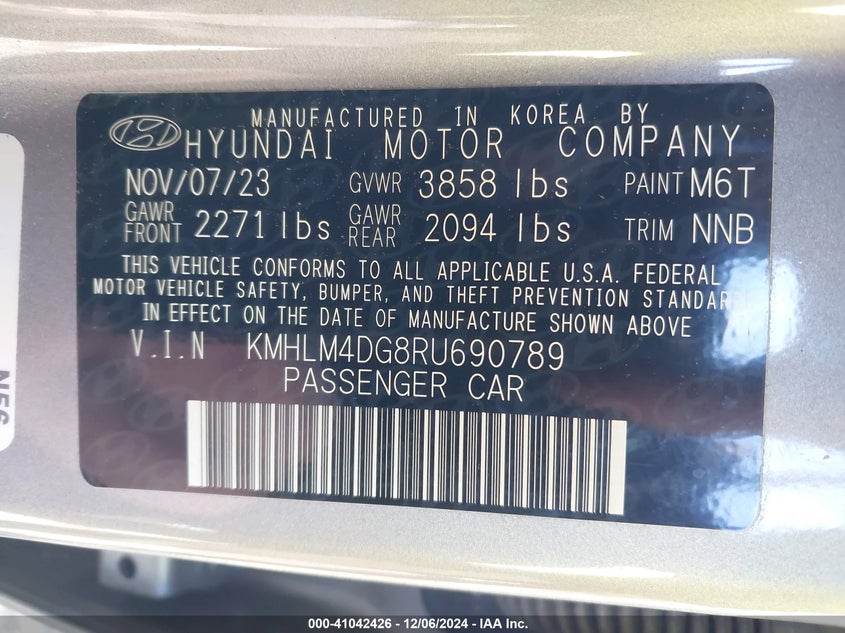 MANUFACTURED IN KOREA BY
HYUNDAI MOTOR COMPANY
NOV/07/23 GVWR 3858 lbs PAINT M6T
GAWR FRONT 2271 lbs GAWR REAR 2094 lbs TRIM NNB
THIS VEHICLE CONFORMS TO ALL APPLICABLE U.S.A. FEDERAL
MOTOR VEHICLE SAFETY, BUMPER, AND THEFT PREVENTION STANDARDS
IN EFFECT ON THE DATE OF MANUFACTURE SHOWN ABOVE
V.I.N KMHLM4DG8RU690789
PASSENGER CAR
000-41042426 - 12/06/2024 - IAA Inc.